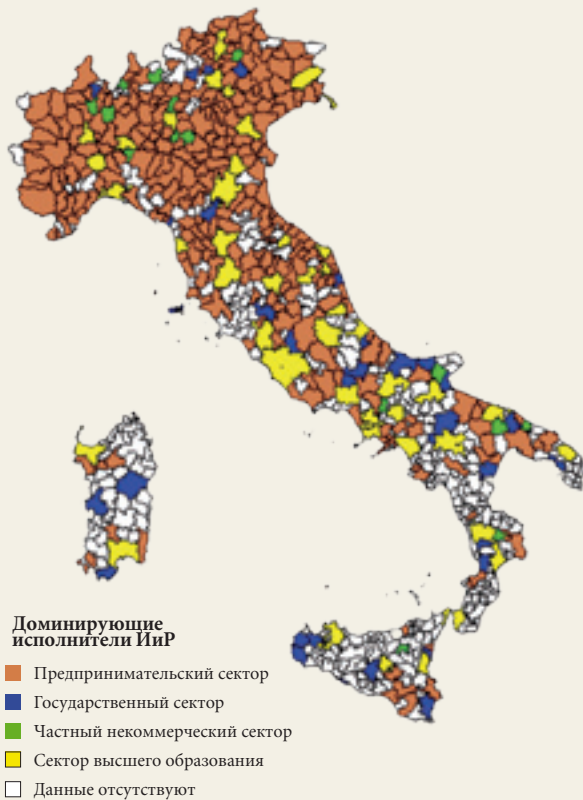 Доминирующие
исполнители ИиР
Предпринимательский сектор
Государственный сектор
Частный некоммерческий сектор
Сектор высшего образования
Данные отсутствуют